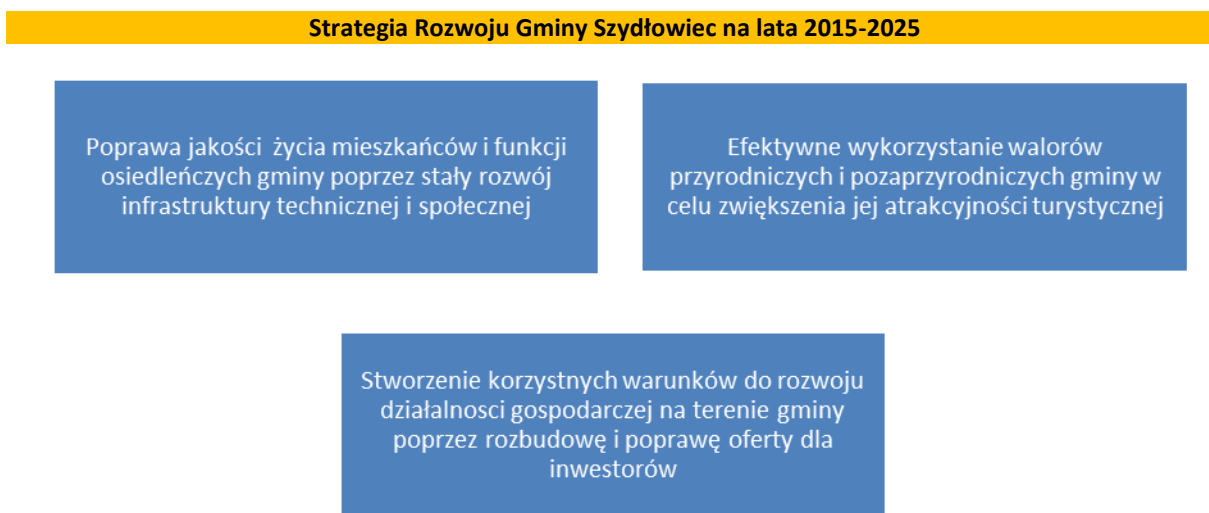 Strategia Rozwoju Gminy Szydłowiec na lata 2015-2025
Poprawa jakości życia mieszkańców i funkcji
osiedleńczych gminy poprzez stały rozwój
infrastruktury technicznej i społecznej
Efektywne wykorzystanie walorów
przyrodniczych i pozaprzyrodniczych gminy w
celu zwiększenia jej atrakcyjności turystycznej
Stworzenie korzystnych warunków do rozwoju
działalnosci gospodarczej na terenie gminy
poprzez rozbudowę i poprawę oferty dla
inwestorów